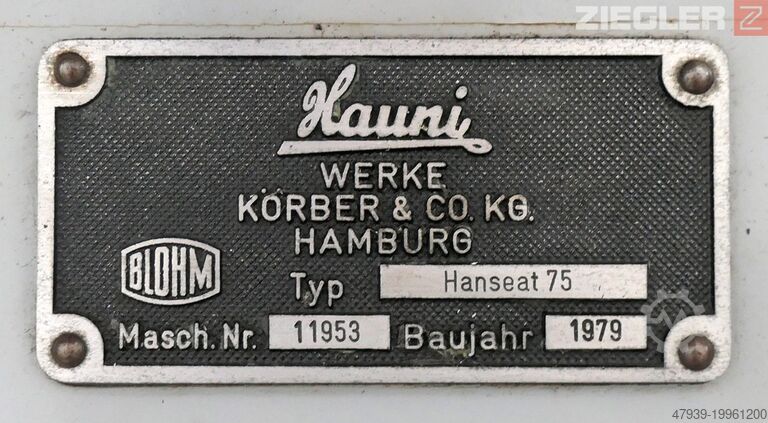 ZIEGLER Z
Hauni
WERKE
KÖRBER & CO. KG.
HAMBURG
BLOHM
Typ Hanseat 75
Masch. Nr. 11953 Baujahr 1979
47939-19961200